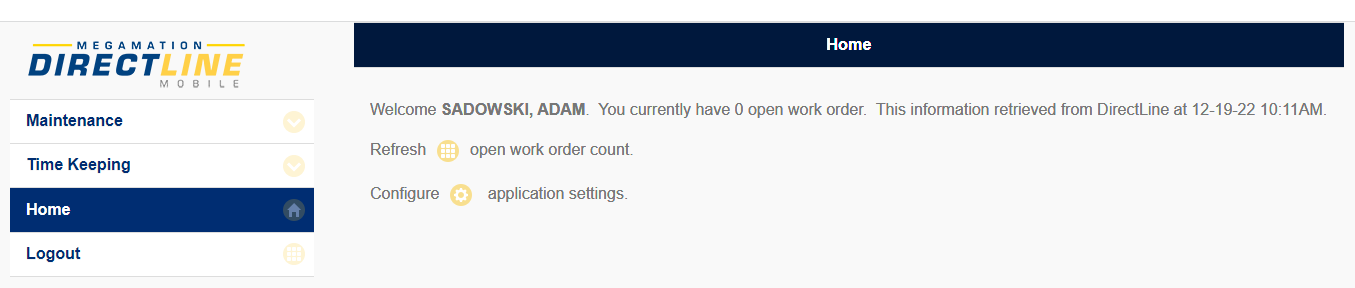 MEGAMATION
DIRECTLINE
MOBILE
Maintenance
Time Keeping
Home
Logout
Home
Welcome SADOWSKI, ADAM. You currently have 0 open work order. This information retrieved from DirectLine at 12-19-22 10:11AM.
Refresh open work order count.
Configure application settings.